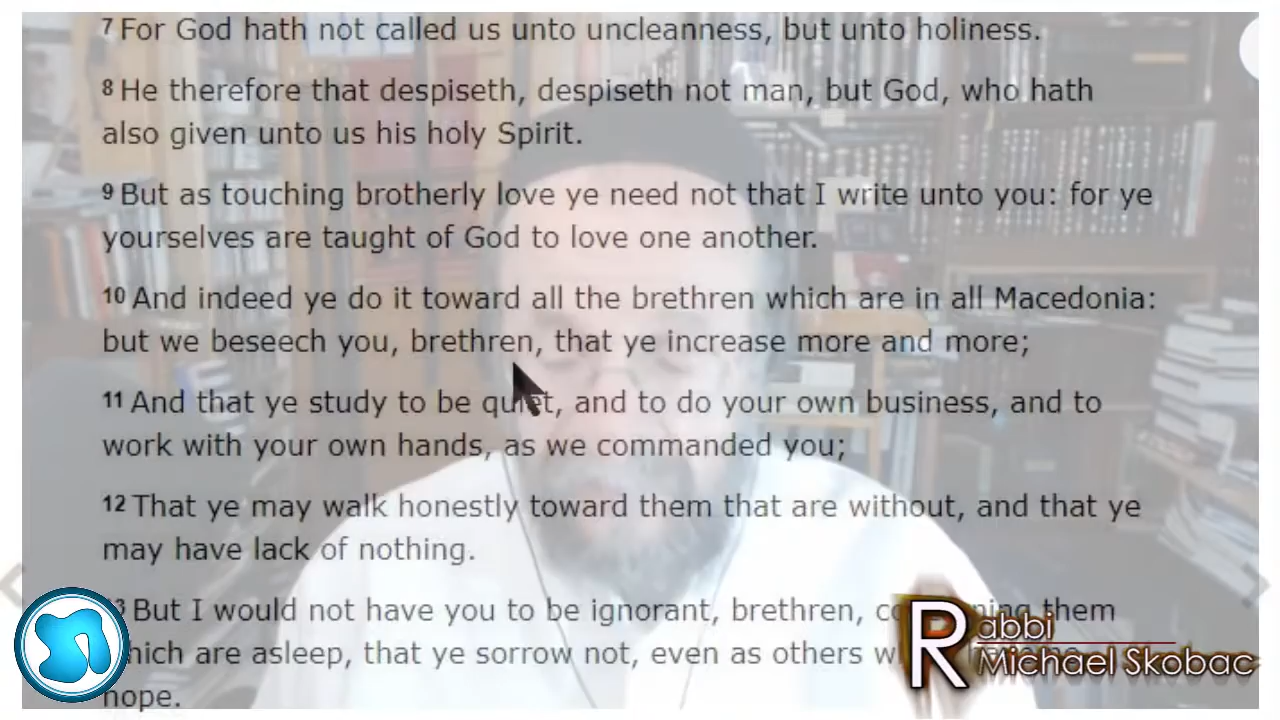 7 For God hath not called us unto uncleanness, but unto holiness.
8 He therefore that despiseth, despiseth not man, but God, who hath
also given unto us his holy Spirit.
9 But as touching brotherly love ye need not that I write unto you: for ye
yourselves are taught of God to love one another.
10 And indeed ye do it toward all the brethren which are in all Macedonia:
but we beseech you, brethren, that ye increase more and more;
11 And that ye study to be quiet, and to do your own business, and to
work with your own hands, as we commanded you;
12 That ye may walk honestly toward them that are without, and that ye
may have lack of nothing.
13 But I would not have you to be ignorant, brethren, them
which are asleep, that ye sorrow not, even as others
hope.
Rabbi
Michael Skobac